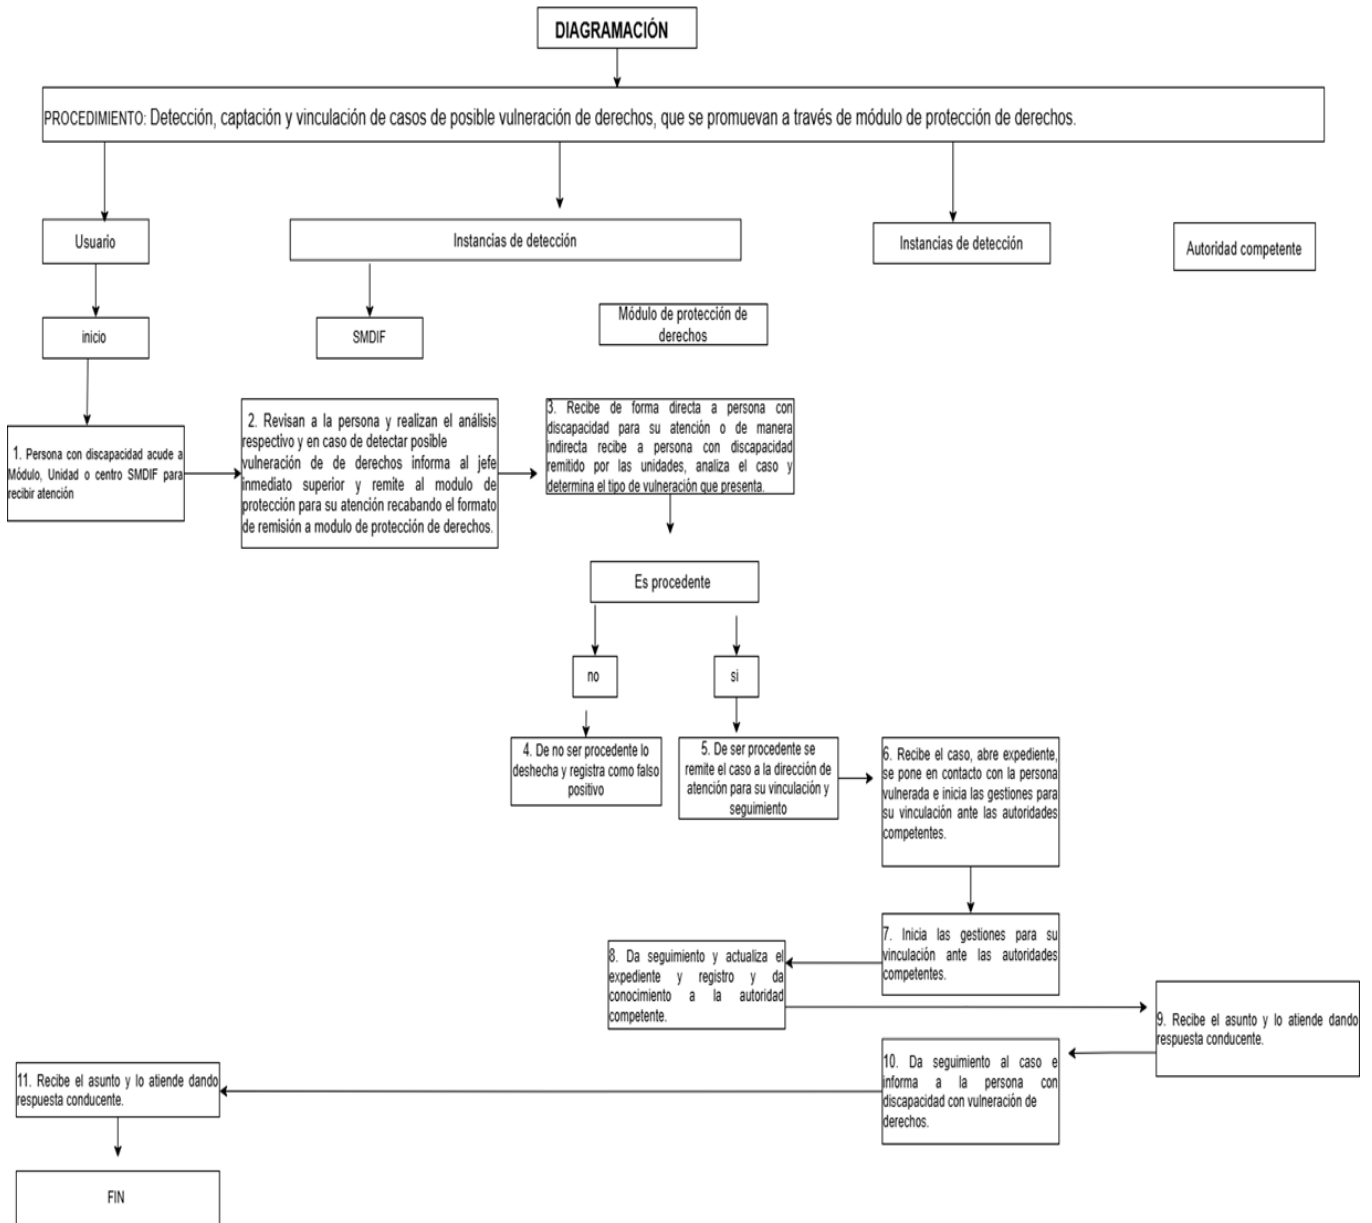 DIAGRAMACIÓN
PROCEDIMIENTO: Detección, captación y vinculación de casos de posible vulneración de derechos, que se promuevan a través de módulo de protección de derechos.
Usuario
Instancias de detección
Instancias de detección
Autoridad competente
inicio
SMDIF
Módulo de protección de
derechos
1. Persona con discapacidad acude a
Módulo, Unidad o centro SMDIF para
recibir atención
2. Revisan a la persona y realizan el análisis
respectivo y en caso de detectar posible
vulneración de de derechos informa al jefe
inmediato superior y remite al modulo de
protección para su atención recabando el formato
de remisión a modulo de protección de derechos.
3. Recibe de forma directa a persona con
discapacidad para su atención o de manera
indirecta recibe a persona con discapacidad
remitido por las unidades, analiza el caso y
determina el tipo de vulneración que presenta.
Es procedente
no
si
4. De no ser procedente lo
deshecha y registra como falso
positivo
5. De ser procedente se
remite el caso a la dirección de
atención para su vinculación y
seguimiento
6. Recibe el caso, abre expediente,
se pone en contacto con la persona
vulnerada e inicia las gestiones para
su vinculación ante las autoridades
competentes.
7. Inicia las gestiones para su
vinculación ante las autoridades
competentes.
8. Da seguimiento y actualiza el
expediente y registro y da
conocimiento a la autoridad
competente.
9. Recibe el asunto y lo atiende dando
respuesta conducente.
10. Da seguimiento al caso e
informa a la persona con
discapacidad con vulneración de
derechos.
11. Recibe el asunto y lo atiende dando
respuesta conducente.
FIN